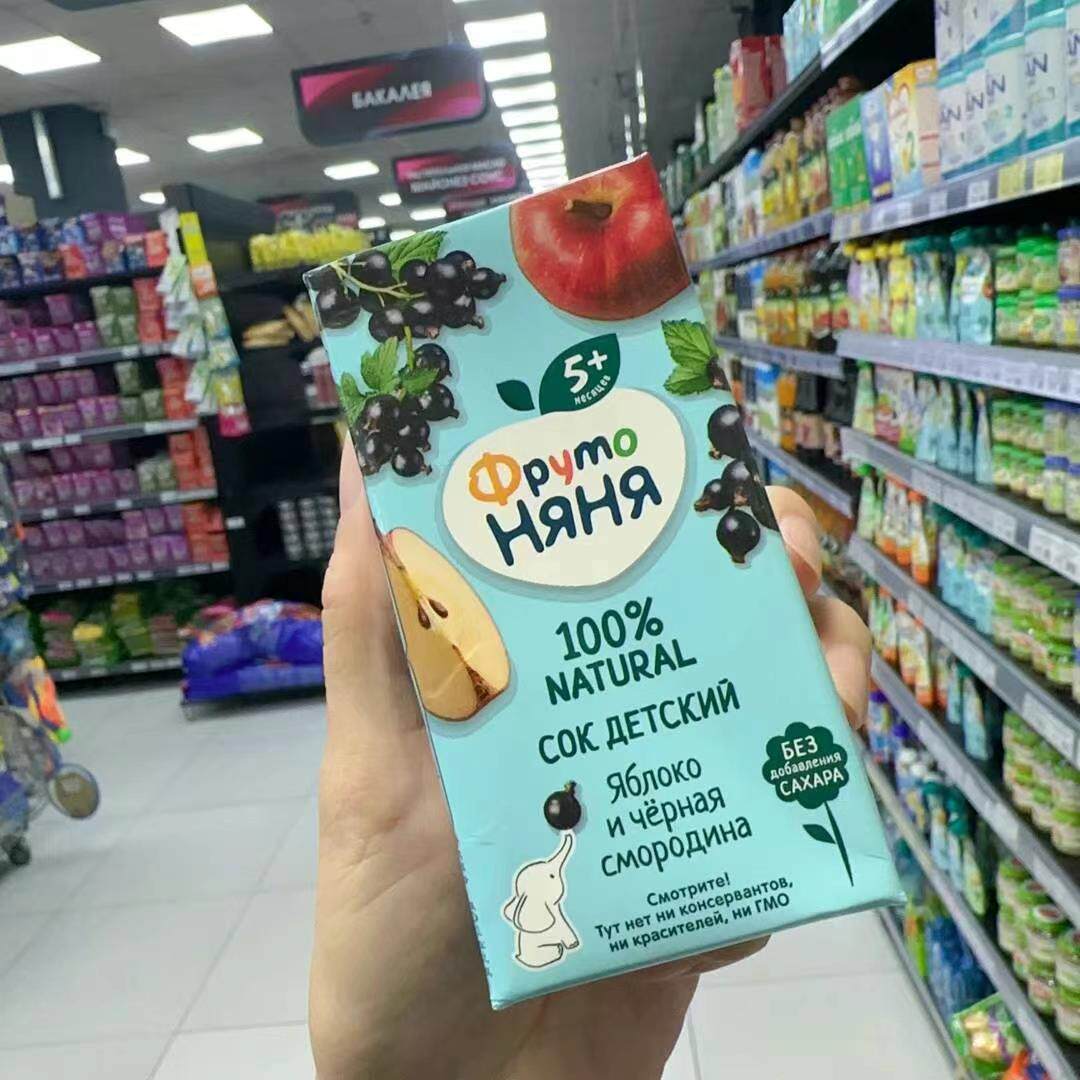 БАКАЛЕЯ
5+
месяцев
Фруто
НЯНЯ
100%
NATURAL
СОК ДЕТСКИЙ
Яблоко
и чёрная
смородина
БЕЗ
добавления
САХАРА
Смотрите!
Тут нет ни консервантов,
ни красителей, ни ГМО